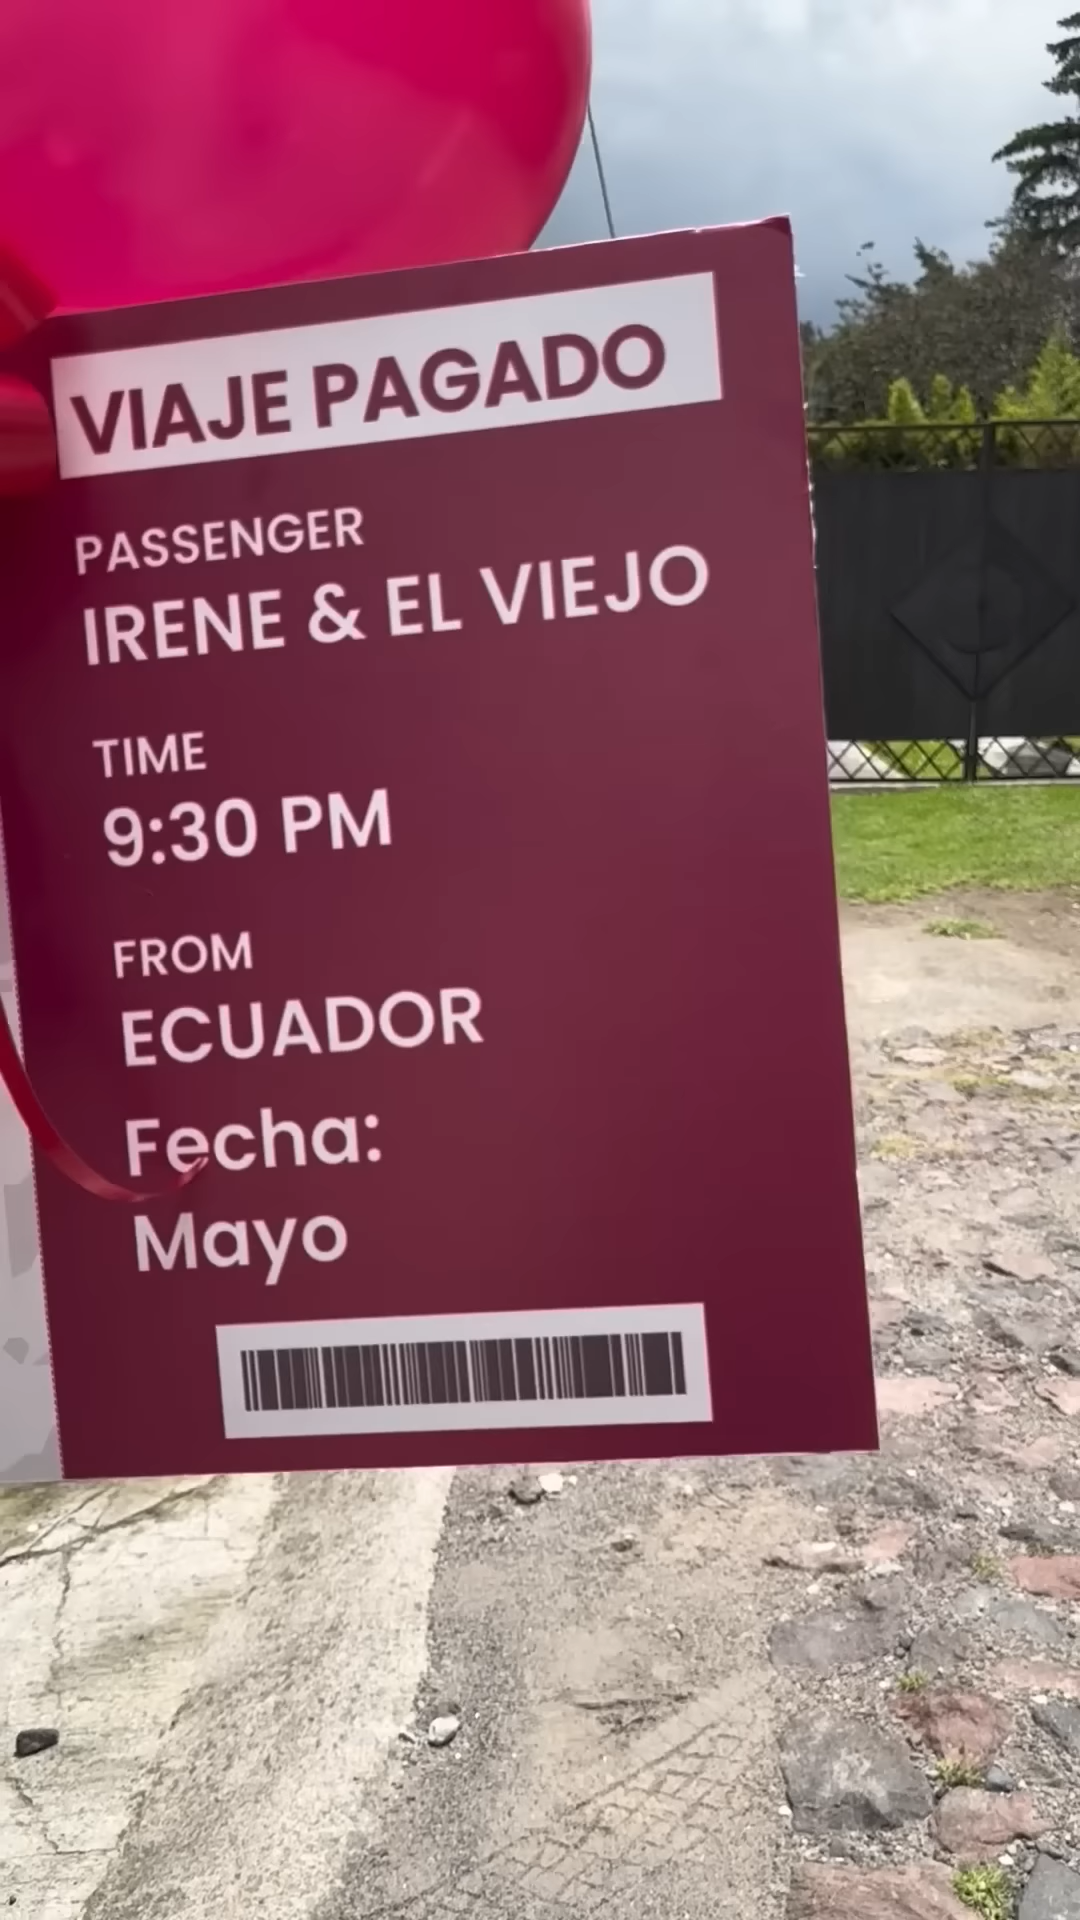 VIAJE PAGADO
PASSENGER
IRENE & EL VIEJO
TIME
9:30 PM
FROM
ECUADOR
Fecha:
Mayo